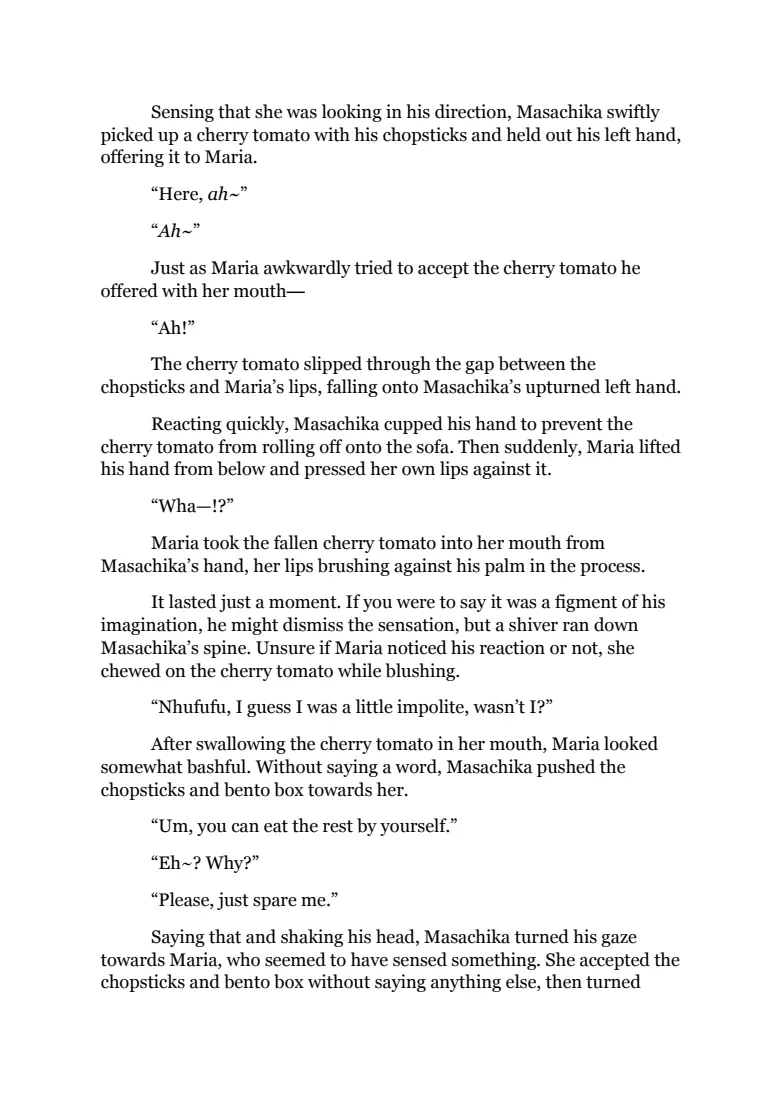 Sensing that she was looking in his direction, Masachika swiftly
picked up a cherry tomato with his chopsticks and held out his left hand,
offering it to Maria.
“Here, ah~”
“Ah~”
Just as Maria awkwardly tried to accept the cherry tomato he
offered with her mouth—
“Ah!”
The cherry tomato slipped through the gap between the
chopsticks and Maria’s lips, falling onto Masachika’s upturned left hand.
Reacting quickly, Masachika cupped his hand to prevent the
cherry tomato from rolling off onto the sofa. Then suddenly, Maria lifted
his hand from below and pressed her own lips against it.
“Wha—!?”
Maria took the fallen cherry tomato into her mouth from
Masachika’s hand, her lips brushing against his palm in the process.
It lasted just a moment. If you were to say it was a figment of his
imagination, he might dismiss the sensation, but a shiver ran down
Masachika’s spine. Unsure if Maria noticed his reaction or not, she
chewed on the cherry tomato while blushing.
“Nhufufu, I guess I was a little impolite, wasn’t I?”
After swallowing the cherry tomato in her mouth, Maria looked
somewhat bashful. Without saying a word, Masachika pushed the
chopsticks and bento box towards her.
“Um, you can eat the rest by yourself.”
“Eh~? Why?”
“Please, just spare me.”
Saying that and shaking his head, Masachika turned his gaze
towards Maria, who seemed to have sensed something. She accepted the
chopsticks and bento box without saying anything else, then turned